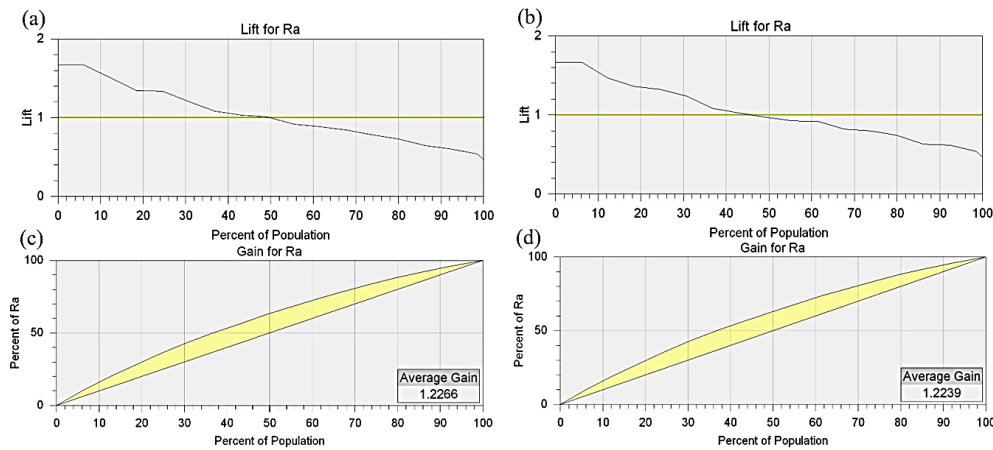 (a)
Lift for Ra
2
1
0
Lift
0 10 20 30 40 50 60 70 80 90 100
Percent of Population
(b)
Lift for Ra
2
1
0
Lift
0 10 20 30 40 50 60 70 80 90 100
Percent of Population
(c)
Gain for Ra
100
50
0
Percent of Ra
Average Gain
1.2266
0 10 20 30 40 50 60 70 80 90 100
Percent of Population
(d)
Gain for Ra
100
50
0
Percent of Ra
Average Gain
1.2239
0 10 20 30 40 50 60 70 80 90 100
Percent of Population